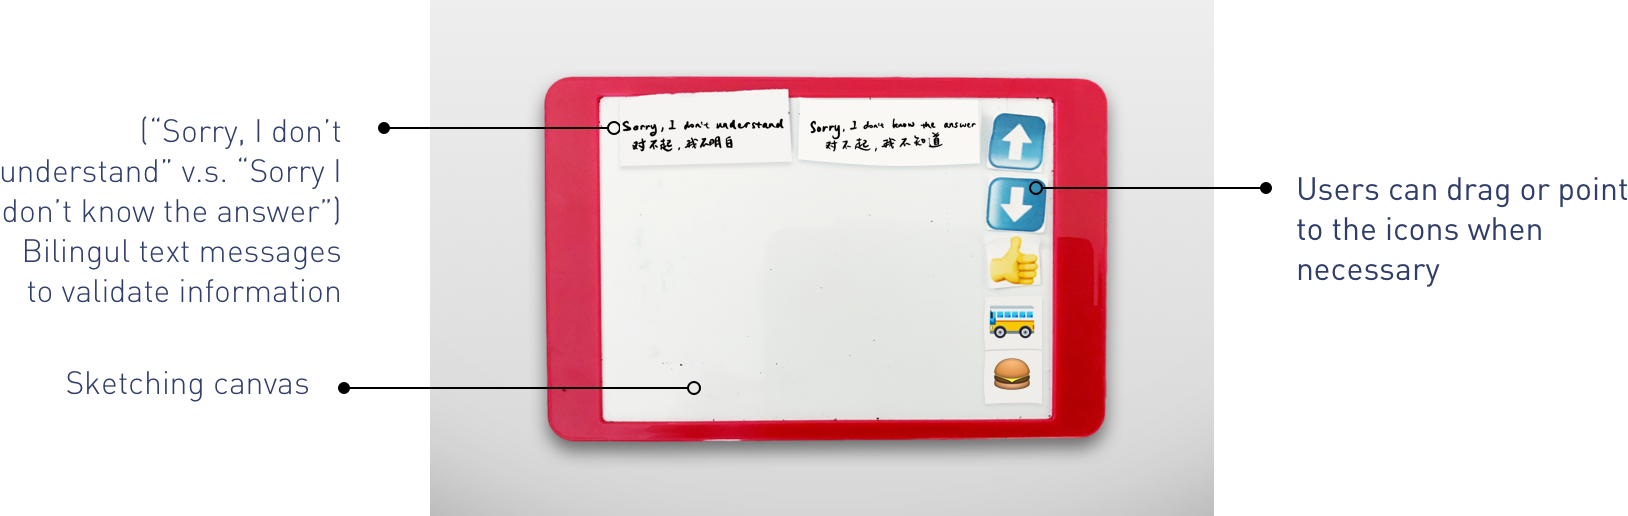 (“Sorry, I don’t
understand” v.s. “Sorry I
don’t know the answer”)
Bilingul text messages
to validate information
Sketching canvas
Sorry, I don't understand
对不起，我不明白
Sorry, I don't know the answer
对不起，我不知道
Users can drag or point
to the icons when
necessary